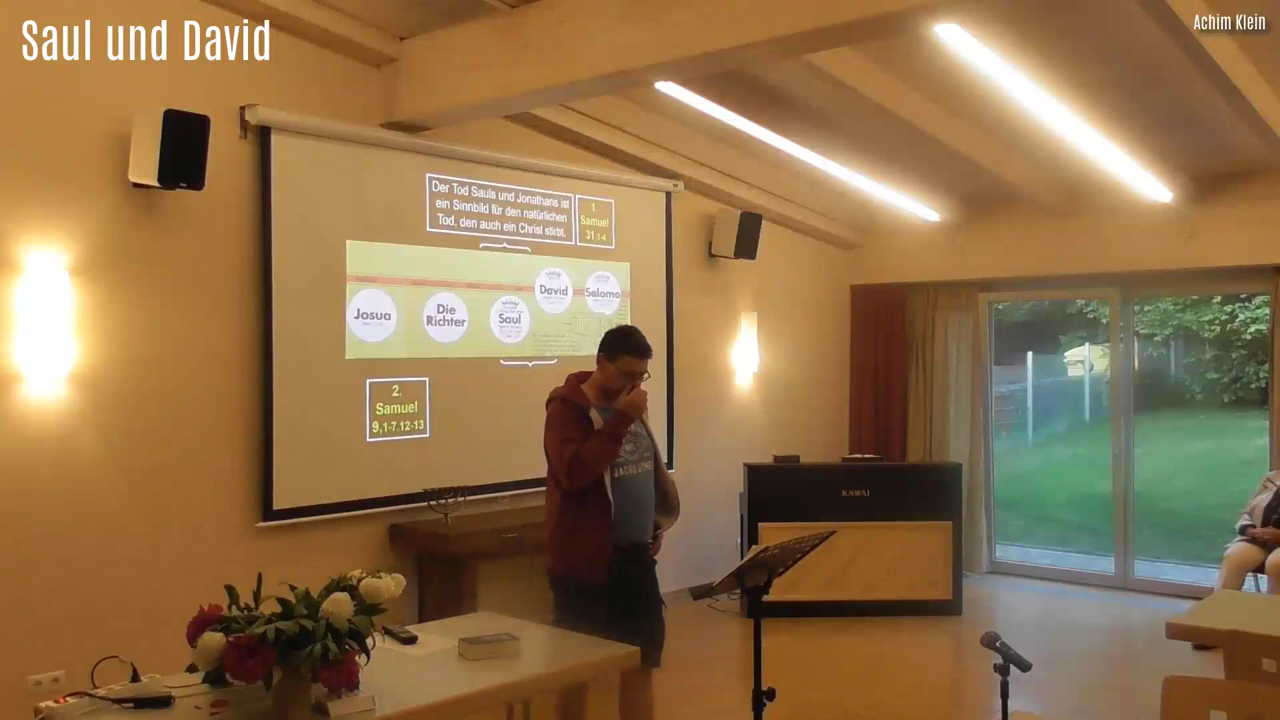 Saul und David
Achim Klein
Der Tod Sauls und Jonathans ist
ein Sinnbild für den natürlichen
Tod, den auch ein Christ stirbt.
1.
Samuel
31,1-4
Josua
Die
Richter
Saul
David
Salomo
2.
Samuel
9,1-7.12-13
KAWAI